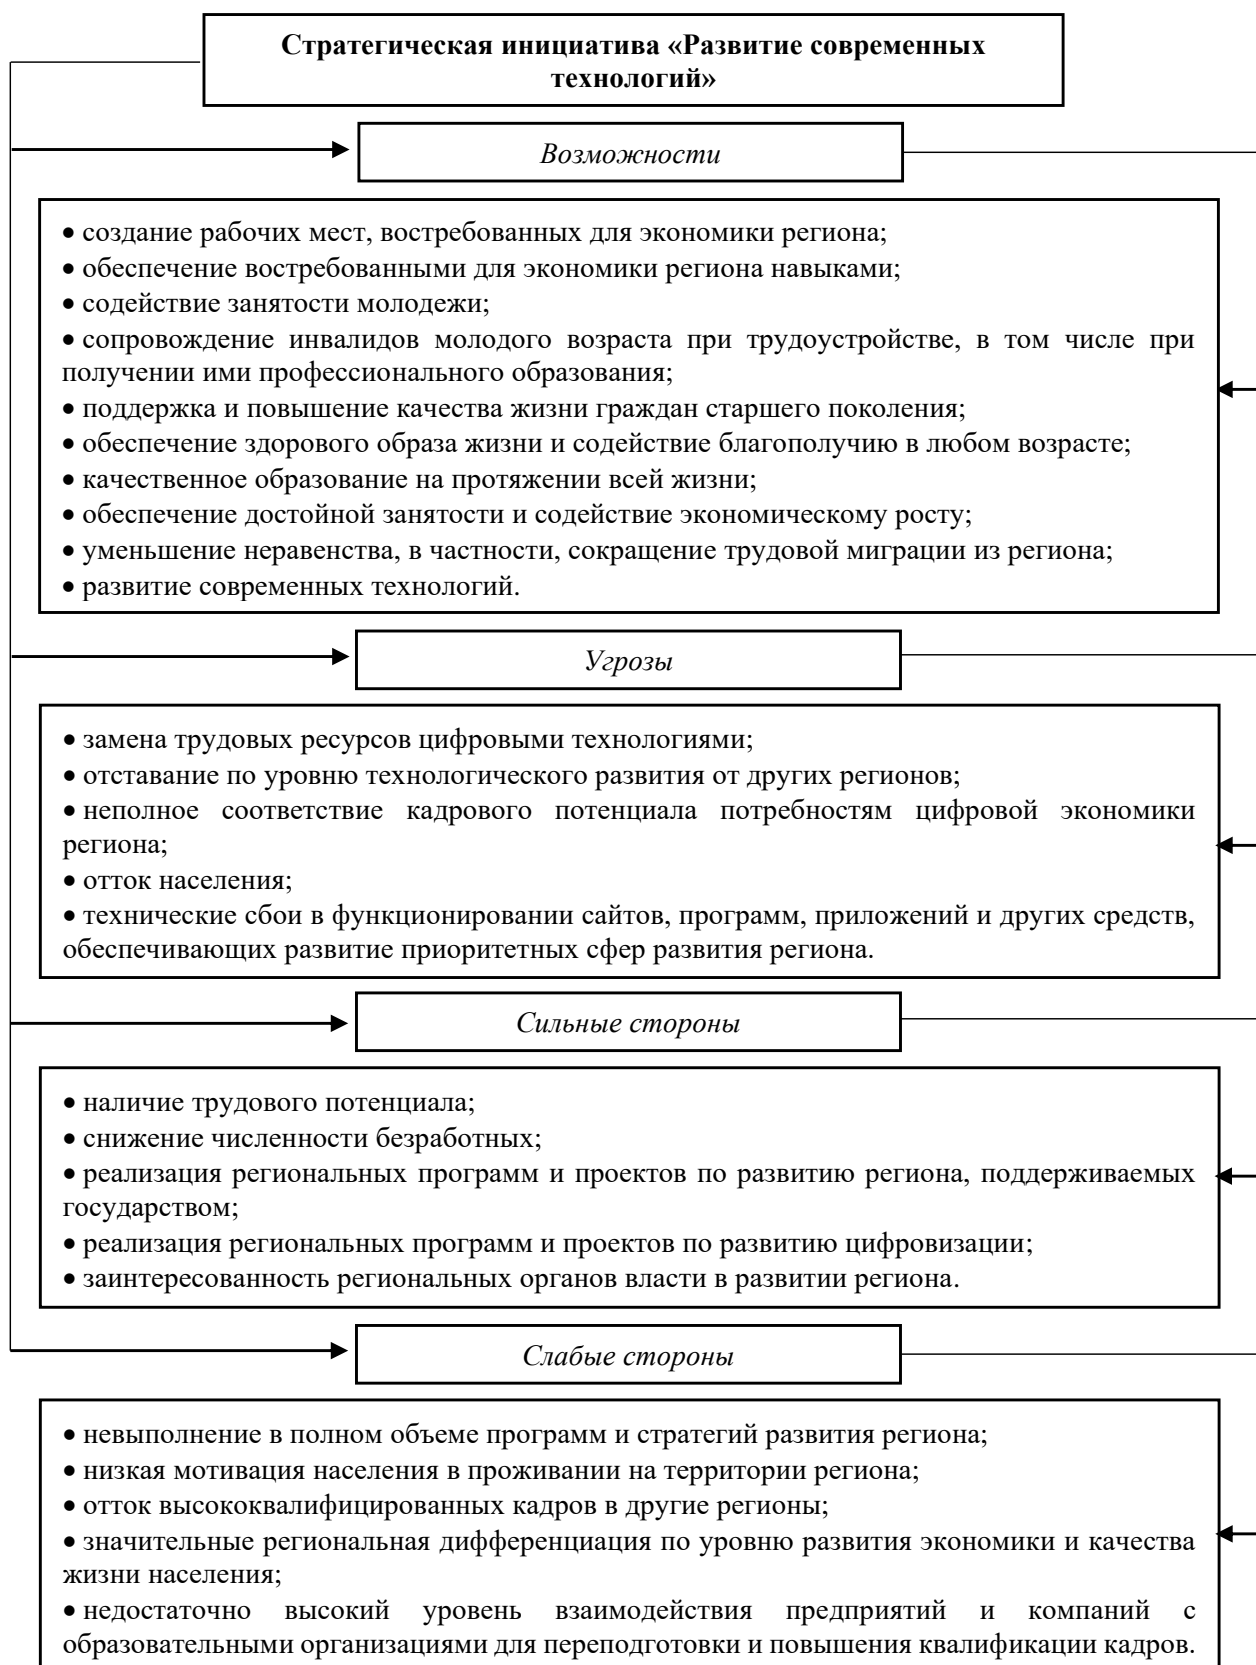 Стратегическая инициатива «Развитие современных
технологий»
Возможности
• создание рабочих мест, востребованных для экономики региона;
• обеспечение востребованными для экономики региона навыками;
• содействие занятости молодежи;
• сопровождение инвалидов молодого возраста при трудоустройстве, в том числе при
получении ими профессионального образования;
• поддержка и повышение качества жизни граждан старшего поколения;
• обеспечение здорового образа жизни и содействие благополучию в любом возрасте;
• качественное образование на протяжении всей жизни;
• обеспечение достойной занятости и содействие экономическому росту;
• уменьшение неравенства, в частности, сокращение трудовой миграции из региона;
• развитие современных технологий.
Угрозы
• замена трудовых ресурсов цифровыми технологиями;
• отставание по уровню технологического развития от других регионов;
• неполное соответствие кадрового потенциала потребностям цифровой экономики
региона;
• отток населения;
• технические сбои в функционировании сайтов, программ, приложений и других средств,
обеспечивающих развитие приоритетных сфер развития региона.
Сильные стороны
• наличие трудового потенциала;
• снижение численности безработных;
• реализация региональных программ и проектов по развитию региона, поддерживаемых
государством;
• реализация региональных программ и проектов по развитию цифровизации;
• заинтересованность региональных органов власти в развитии региона.
Слабые стороны
• невыполнение в полном объеме программ и стратегий развития региона;
• низкая мотивация населения в проживании на территории региона;
• отток высококвалифицированных кадров в другие регионы;
• значительные региональная дифференциация по уровню развития экономики и качества
жизни населения;
• недостаточно высокий уровень взаимодействия предприятий и компаний с
образовательными организациями для переподготовки и повышения квалификации кадров.